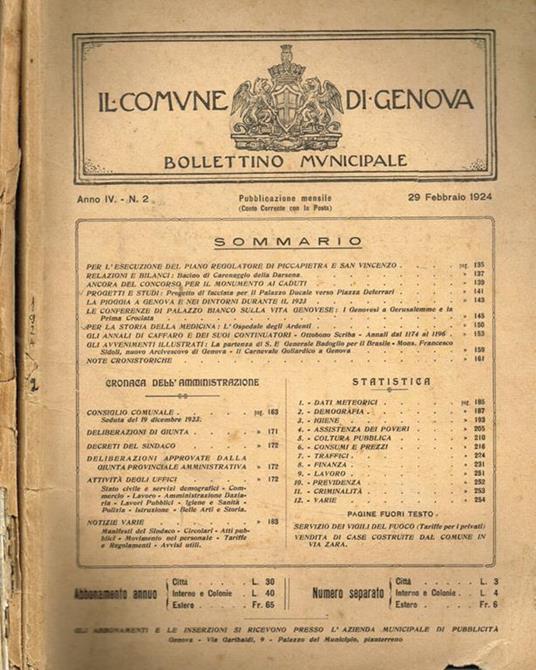 IL·COMVNE DI·GENOVA
BOLLETTINO MVNICIPALE
Anno IV. - N. 2
Pubblicazione mensile
(Conto Corrente con la Posta)
29 Febbraio 1924
SOMMARIO
PER L'ESECUZIONE DEL PIANO REGOLATORE DI PICCAPIETRA E SAN VINCENZO . . . pag. 135
RELAZIONI E BILANCI: Bacino di Carenaggio della Darsena . . . » 137
ANCORA DEL CONCORSO PER IL MONUMENTO AI CADUTI . . . » 139
PROGETTI E STUDI: Progetto di facciata per il Palazzo Ducale verso Piazza Deferrari . . . » 141
LA PIOGGIA A GENOVA E NEI DINTORNI DURANTE IL 1923 . . . » 143
LE CONFERENZE DI PALAZZO BIANCO SULLA VITA GENOVESE: I Genovesi a Gerusalemme e la
Prima Crociata . . . » 145
PER LA STORIA DELLA MEDICINA: L'Ospedale degli Ardenti . . . » 150
GLI ANNALI DI CAFFARO E DEI SUOI CONTINUATORI - Ottobono Scriba - Annali dal 1174 al 1196 . . . » 153
GLI AVVENIMENTI ILLUSTRATI: La partenza di S. E Generale Badoglio per il Brasile - Mons. Francesco
Sidoli, nuovo Arcivescovo di Genova - Il Carnevale Goliardico a Genova . . . » 159
NOTE CRONISTORICHE . . . » 161
CRONACA DELL'AMMINISTRAZIONE
CONSIGLIO COMUNALE . . . pag. 163
Seduta del 19 dicembre 1923.
DELIBERAZIONI DI GIUNTA . . . » 171
DECRETI DEL SINDACO . . . » 172
DELIBERAZIONI APPROVATE DALLA
GIUNTA PROVINCIALE AMMINISTRATIVA » 172
ATTIVITÀ DEGLI UFFICI . . . » 172
Stato civile e servizi demografici - Com-
mercio - Lavoro - Amministrazione Dazia-
ria - Lavori Pubblici - Igiene e Sanità -
Polizia - Istruzione - Belle Arti e Storia.
NOTIZIE VARIE . . . » 183
Manifesti del Sindaco - Circolari - Atti pub-
blici - Movimento nel personale - Tariffe
e Regolamenti - Avvisi utili.
STATISTICA
1. - DATI METEORICI . . . pag. 185
2. - DEMOGRAFIA . . . » 187
3. - IGIENE . . . » 193
4. - ASSISTENZA DEI POVERI . . . » 205
5. - COLTURA PUBBLICA . . . » 210
6. - CONSUMI E PREZZI . . . » 216
7. - TRAFFICI . . . » 224
8. - FINANZA . . . » 231
9. - LAVORO . . . » 251
10. - PREVIDENZA . . . » 252
11. - CRIMINALITÀ . . . » 253
12. - VARIE . . . » 254
PAGINE FUORI TESTO
SERVIZIO DEI VIGILI DEL FUOCO (Tariffe per i privati)
VENDITA DI CASE COSTRUITE DAL COMUNE IN
VIA ZARA.
Abbonamento annuo
Città . . . L. 30
Interno e Colonie . L. 40
Estero . . . Fr. 65
Numero separato
Città . . . L. 3
Interno e Colonie . L. 4
Estero . . . Fr. 6
GLI ABBONAMENTI E LE INSERZIONI SI RICEVONO PRESSO L'AZIENDA MUNICIPALE DI PUBBLICITÀ
Genova - Via Garibaldi, 9 - Palazzo del Municipio, pianterreno